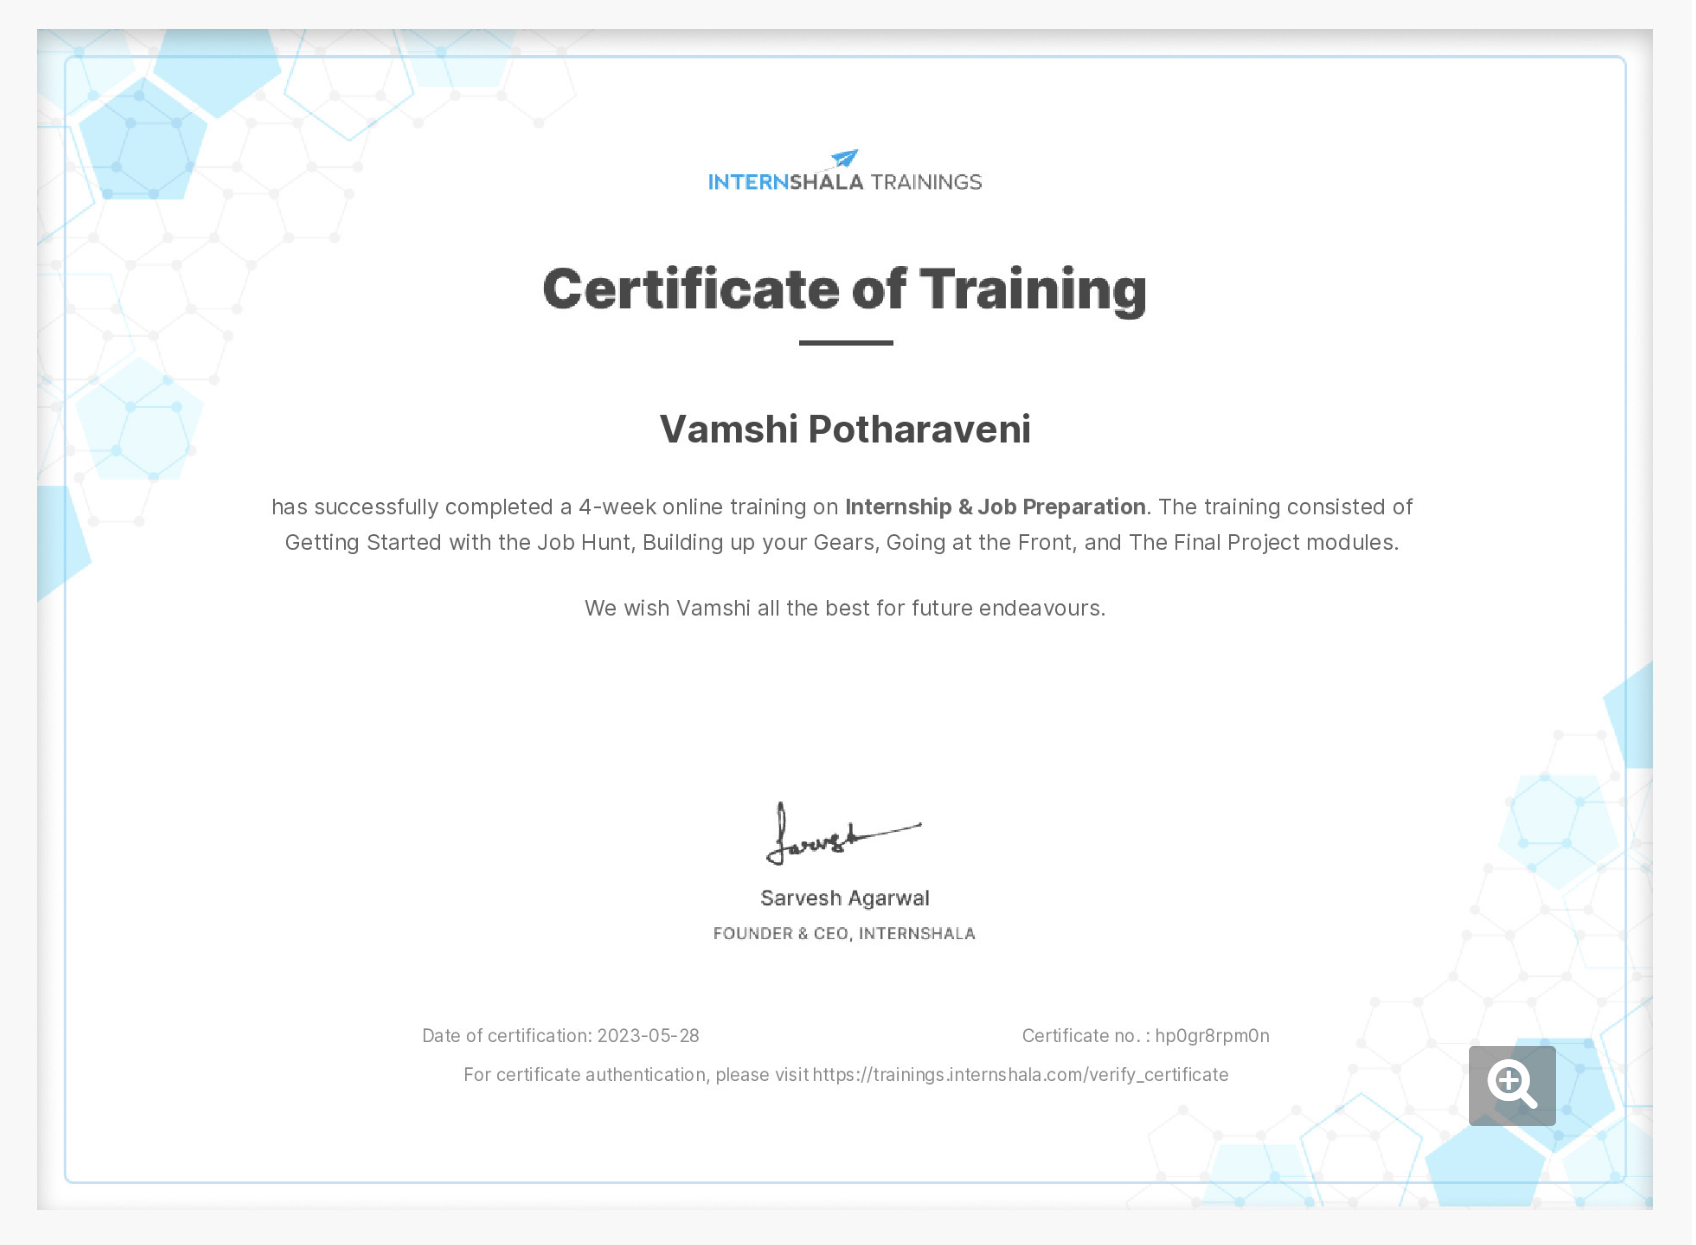 INTERNSHALA TRAININGS
Certificate of Training
Vamshi Potharaveni
has successfully completed a 4-week online training on Internship & Job Preparation. The training consisted of
Getting Started with the Job Hunt, Building up your Gears, Going at the Front, and The Final Project modules.
We wish Vamshi all the best for future endeavours.
Sarvesh
Sarvesh Agarwal
FOUNDER & CEO, INTERNSHALA
Date of certification: 2023-05-28
Certificate no. : hp0gr8rpm0n
For certificate authentication, please visit https://trainings.internshala.com/verify_certificate